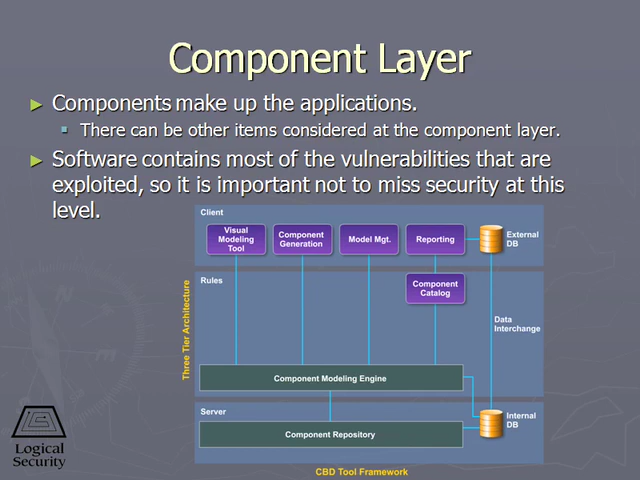 Component Layer
► Components make up the applications.
▪ There can be other items considered at the component layer.
► Software contains most of the vulnerabilities that are
exploited, so it is important not to miss security at this
level.
Client
Visual
Modeling
Tool
Component
Generation
Model Mgt.
Reporting
External
DB
Rules
Component
Catalog
Three Tier Architecture
Data
Interchange
Component Modeling Engine
Server
Internal
DB
Component Repository
Logical
Security
CBD Tool Framework